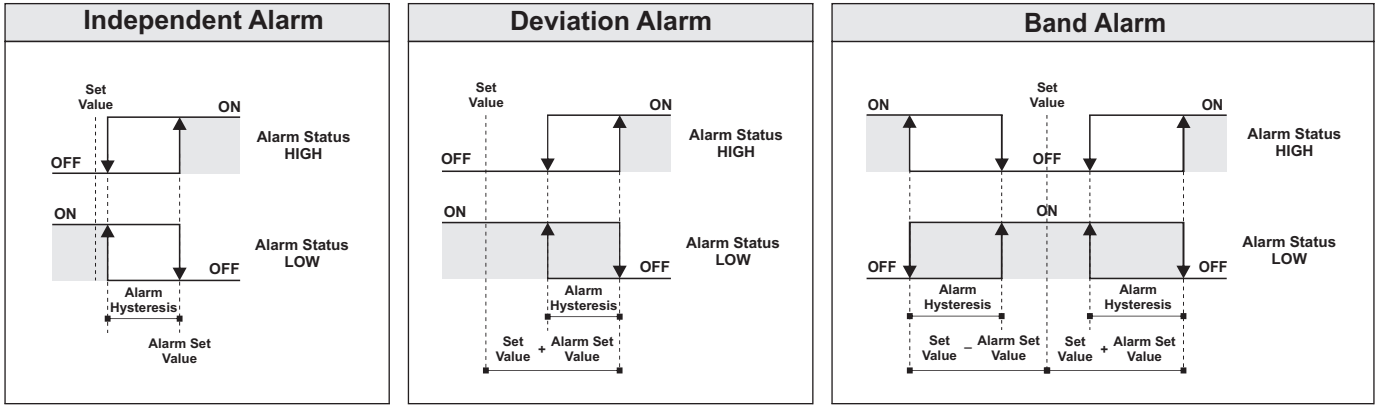 Independent Alarm
Set
Value
ON
OFF
Alarm Status
HIGH
ON
OFF
Alarm Status
LOW
Alarm
Hysteresis
Alarm Set
Value
Deviation Alarm
Set
Value
ON
OFF
Alarm Status
HIGH
ON
OFF
Alarm Status
LOW
Alarm
Hysteresis
Set Value + Alarm Set Value
Band Alarm
Set
Value
ON
OFF
ON
Alarm Status
HIGH
OFF
ON
OFF
Alarm Status
LOW
Alarm
Hysteresis
Alarm
Hysteresis
Set Value – Alarm Set Value
Set Value + Alarm Set Value